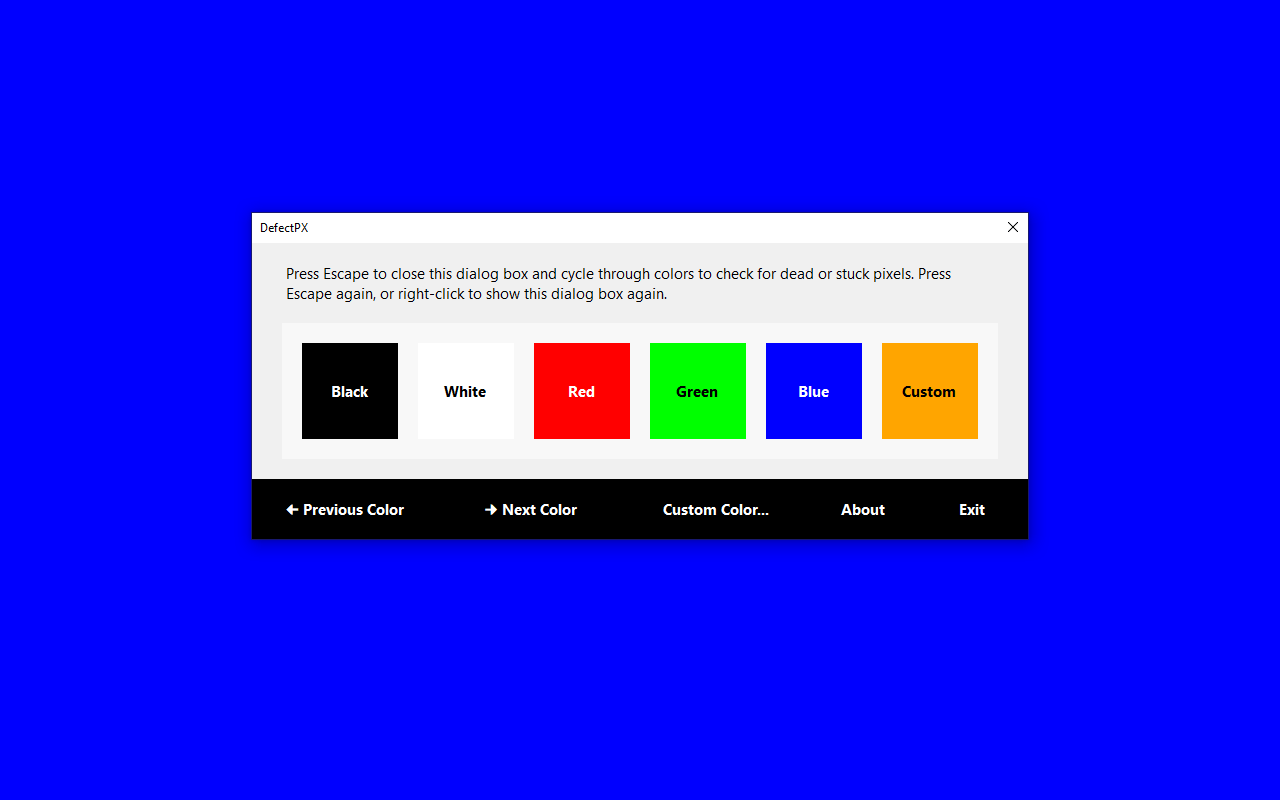 DefectPX
Press Escape to close this dialog box and cycle through colors to check for dead or stuck pixels. Press
Escape again, or right-click to show this dialog box again.
Black White Red Green Blue Custom
← Previous Color → Next Color Custom Color... About Exit